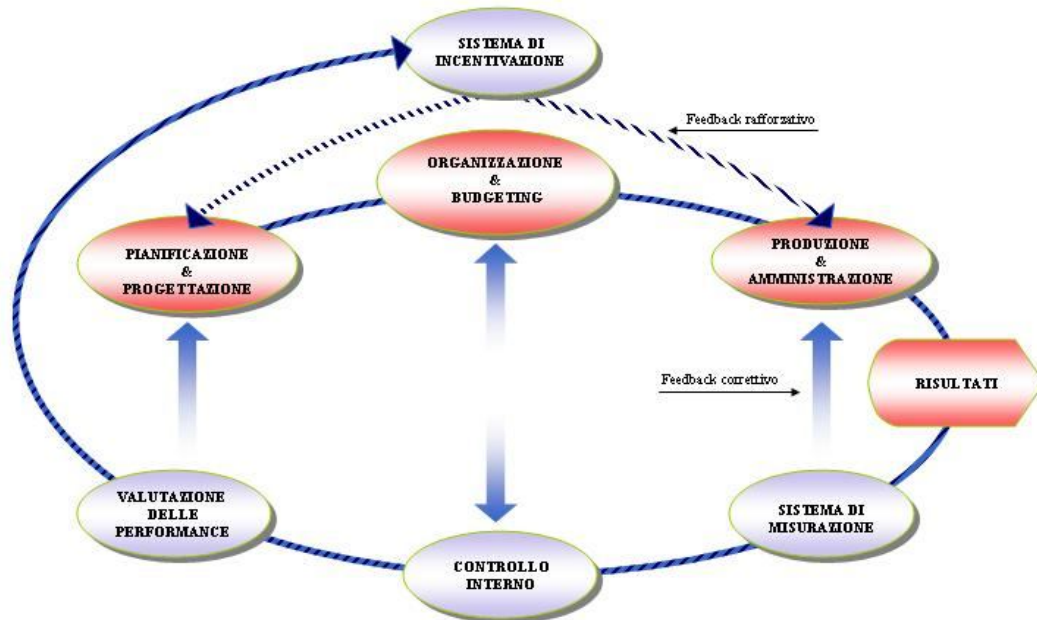 SISTEMA DI
INCENTIVAZIONE
Feedback rafforzativo
ORGANIZZAZIONE
&
BUDGETING
PIANIFICAZIONE
&
PROGETTAZIONE
PRODUZIONE
&
AMMINISTRAZIONE
Feedback correttivo
RISULTATI
VALUTAZIONE
DELLE
PERFORMANCE
SISTEMA DI
MISURAZIONE
CONTROLLO
INTERNO